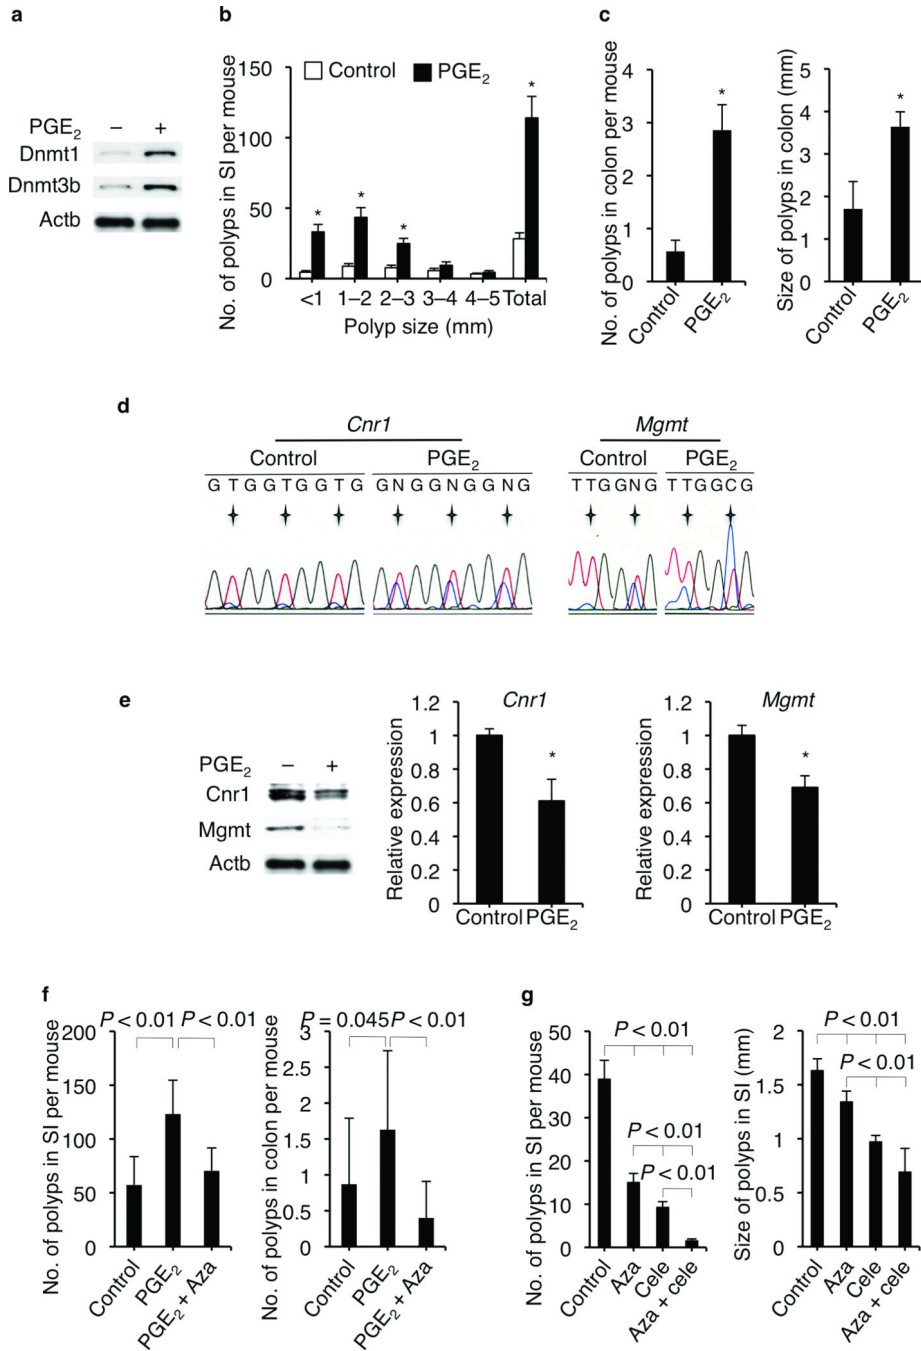 a
PGE2 − +
Dnmt1
Dnmt3b
Actb
b
No. of polyps in SI per mouse
150
100
50
0
Control PGE2
* * * *
<1 1–2 2–3 3–4 4–5 Total
Polyp size (mm)
c
No. of polyps in colon per mouse
4
3
2
1
0
*
Control PGE2
Size of polyps in colon (mm)
5
4
3
2
1
0
*
Control PGE2
d
Cnr1
Control PGE2
G T G G T G G T G G N G G N G G N G
Mgmt
Control PGE2
T T G G N G T T G G C G
e
PGE2 − +
Cnr1
Mgmt
Actb
Cnr1
Relative expression
1.2
1
0.8
0.6
0.4
0.2
0
*
Control PGE2
Mgmt
Relative expression
1.2
1
0.8
0.6
0.4
0.2
0
*
Control PGE2
f
No. of polyps in SI per mouse
200
150
100
50
0
P < 0.01 P < 0.01
Control PGE2 PGE2 + Aza
No. of polyps in colon per mouse
3
2.5
2
1.5
1
0.5
0
P = 0.045 P < 0.01
Control PGE2 PGE2 + Aza
g
No. of polyps in SI per mouse
50
40
30
20
10
0
P < 0.01
P < 0.01
P < 0.01
Control Aza Cele Aza + cele
Size of polyps in SI (mm)
2
1.5
1
0.5
0
P < 0.01
P < 0.01
Control Aza Cele Aza + cele